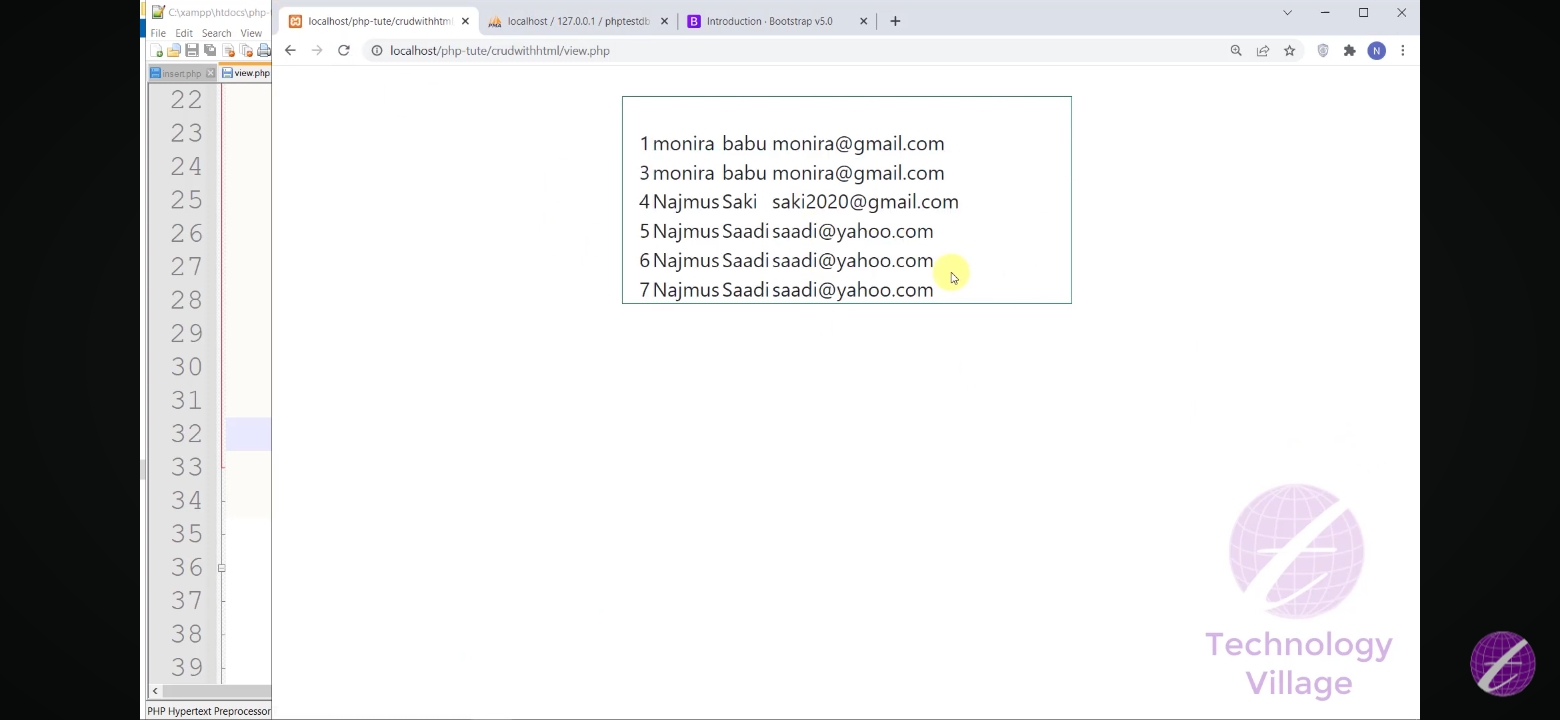 C:\xampp\htdocs\php-
File Edit Search View
insert.php view.php
22
23
24
25
26
27
28
29
30
31
32
33
34
35
36
37
38
39
PHP Hypertext Preprocessor
localhost/php-tute/crudwithhtml
localhost / 127.0.0.1 / phptestdb
B Introduction · Bootstrap v5.0
localhost/php-tute/crudwithhtml/view.php
N
1 monira babu monira@gmail.com
3 monira babu monira@gmail.com
4 Najmus Saki saki2020@gmail.com
5 Najmus Saadi saadi@yahoo.com
6 Najmus Saadi saadi@yahoo.com
7 Najmus Saadi saadi@yahoo.com
Technology
Village